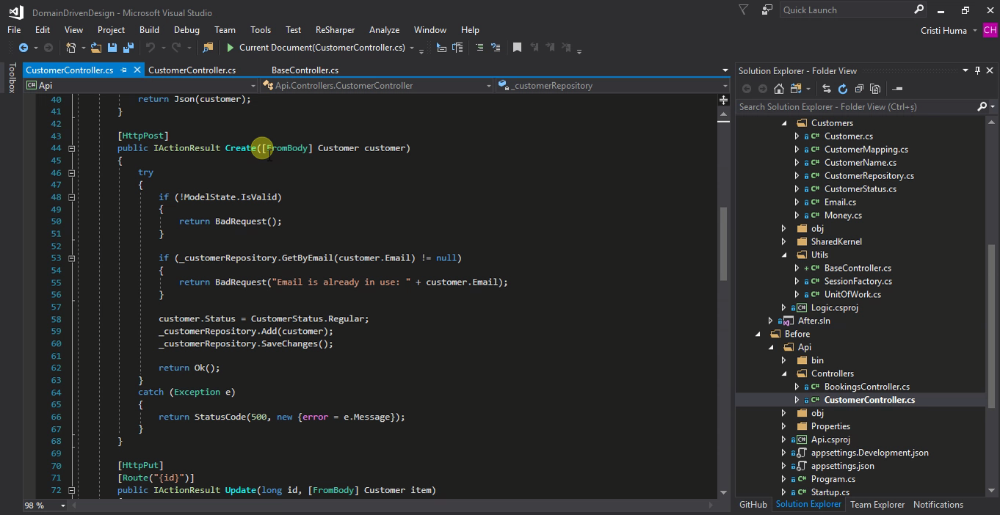 DomainDrivenDesign - Microsoft Visual Studio
Quick Launch
File Edit View Project Build Debug Team Tools Test ReSharper Analyze Window Help
Cristi Huma CH
Current Document(CustomerController.cs)
Toolbox
CustomerController.cs CustomerController.cs BaseController.cs
C# Api Api.Controllers.CustomerController _customerRepository
40 return Json(customer);
41 }
42
43 [HttpPost]
44 public IActionResult Create([FromBody] Customer customer)
45 {
46 try
47 {
48 if (!ModelState.IsValid)
49 {
50 return BadRequest();
51 }
52
53 if (_customerRepository.GetByEmail(customer.Email) != null)
54 {
55 return BadRequest("Email is already in use: " + customer.Email);
56 }
57
58 customer.Status = CustomerStatus.Regular;
59 _customerRepository.Add(customer);
60 _customerRepository.SaveChanges();
61
62 return Ok();
63 }
64 catch (Exception e)
65 {
66 return StatusCode(500, new {error = e.Message});
67 }
68 }
69
70 [HttpPut]
71 [Route("{id}")]
72 public IActionResult Update(long id, [FromBody] Customer item)
98 %
Solution Explorer - Folder View
Search Solution Explorer - Folder View (Ctrl+ș)
Customers
C# Customer.cs
C# CustomerMapping.cs
C# CustomerName.cs
C# CustomerRepository.cs
C# CustomerStatus.cs
C# Email.cs
C# Money.cs
obj
SharedKernel
Utils
+ C# BaseController.cs
C# SessionFactory.cs
C# UnitOfWork.cs
C# Logic.csproj
After.sln
Before
Api
bin
Controllers
C# BookingsController.cs
C# CustomerController.cs
obj
Properties
C# Api.csproj
appsettings.Development.json
appsettings.json
C# Program.cs
C# Startup.cs
GitHub Solution Explorer Team Explorer Notifications